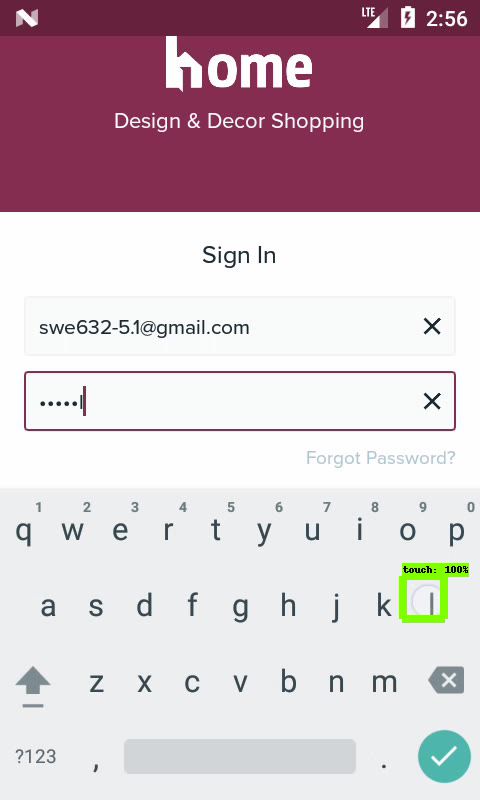 LTE 2:56
home
Design & Decor Shopping
Sign In
swe632-5.1@gmail.com
•••••l
Forgot Password?
1 2 3 4 5 6 7 8 9 0
q w e r t y u i o p
touch: 100%
a s d f g h j k l
z x c v b n m
?123 , .